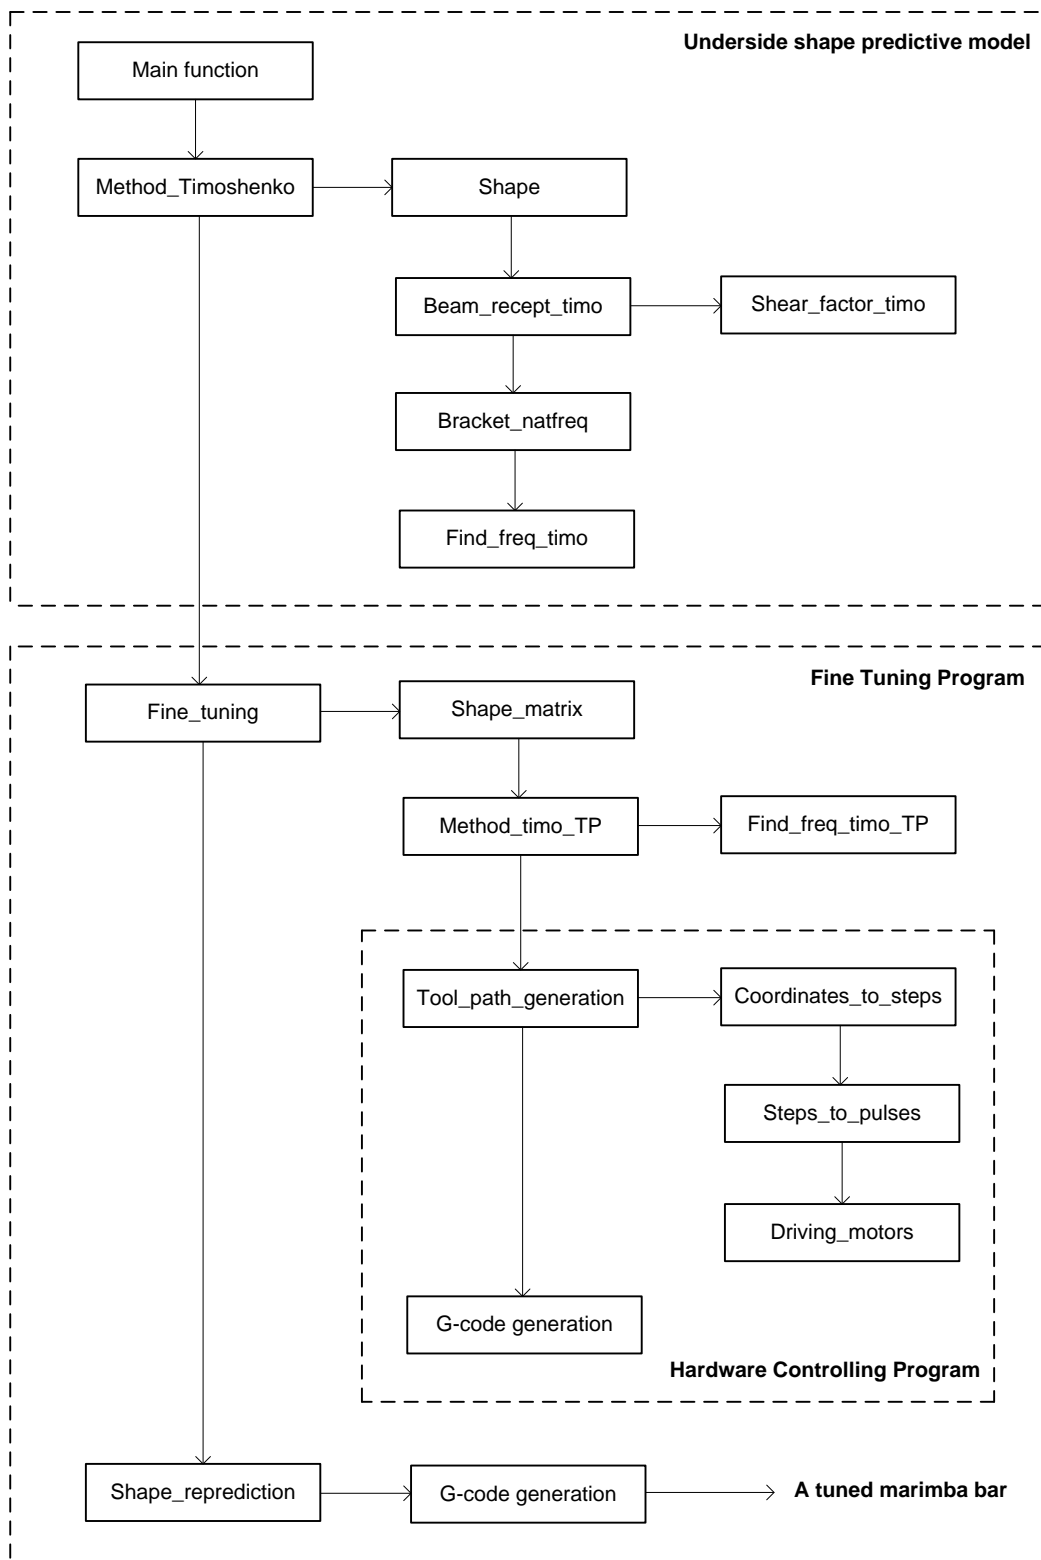 Underside shape predictive model
Main function
Method_Timoshenko
Shape
Beam_recept_timo
Shear_factor_timo
Bracket_natfreq
Find_freq_timo
Fine Tuning Program
Fine_tuning
Shape_matrix
Method_timo_TP
Find_freq_timo_TP
Tool_path_generation
Coordinates_to_steps
Steps_to_pulses
Driving_motors
G-code generation
Hardware Controlling Program
Shape_reprediction
G-code generation
A tuned marimba bar